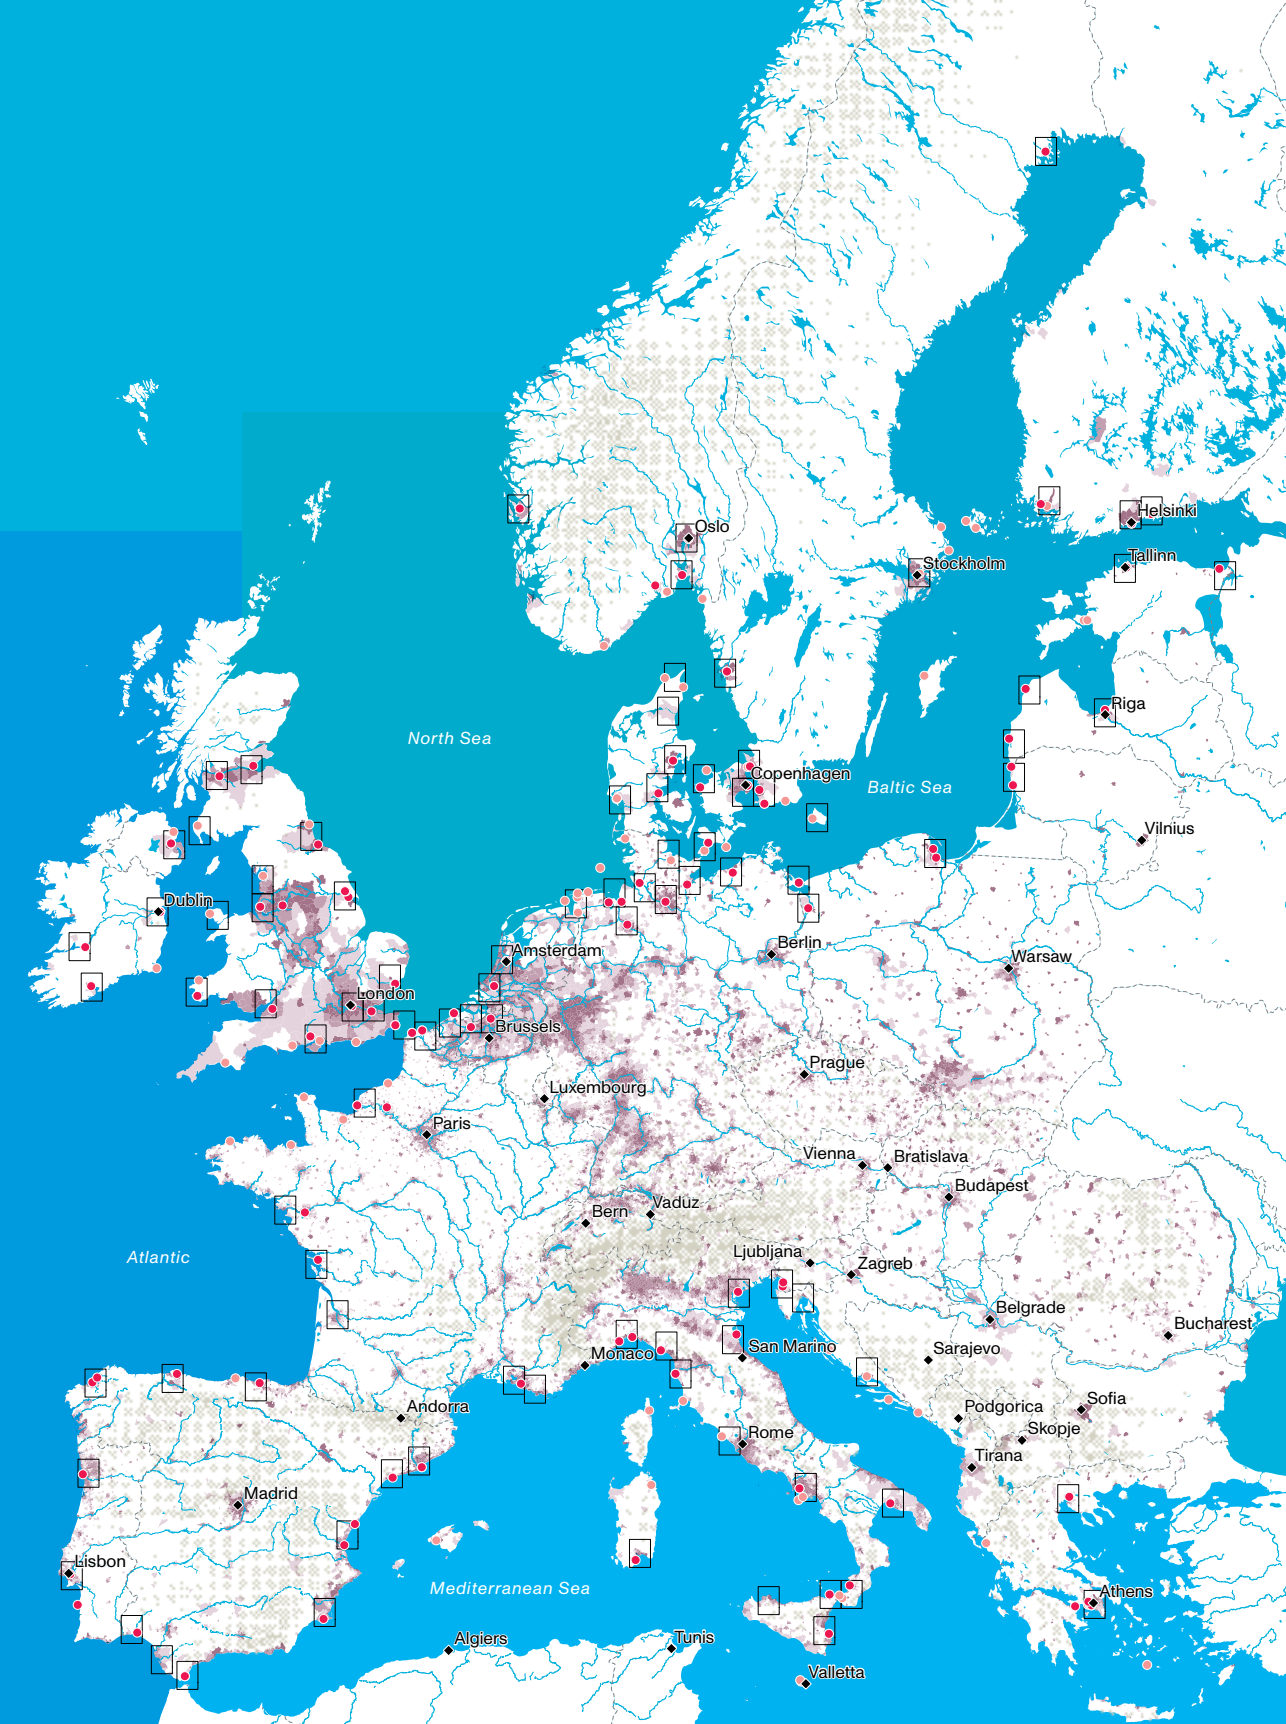 Oslo
Helsinki
Stockholm
Tallinn
Riga
North Sea
Copenhagen
Baltic Sea
Vilnius
Dublin
Amsterdam
Berlin
Warsaw
London
Brussels
Prague
Luxembourg
Paris
Vienna
Bratislava
Budapest
Bern
Vaduz
Atlantic
Ljubljana
Zagreb
Belgrade
Bucharest
Monaco
San Marino
Sarajevo
Andorra
Podgorica
Sofia
Rome
Skopje
Tirana
Madrid
Lisbon
Mediterranean Sea
Athens
Algiers
Tunis
Valletta